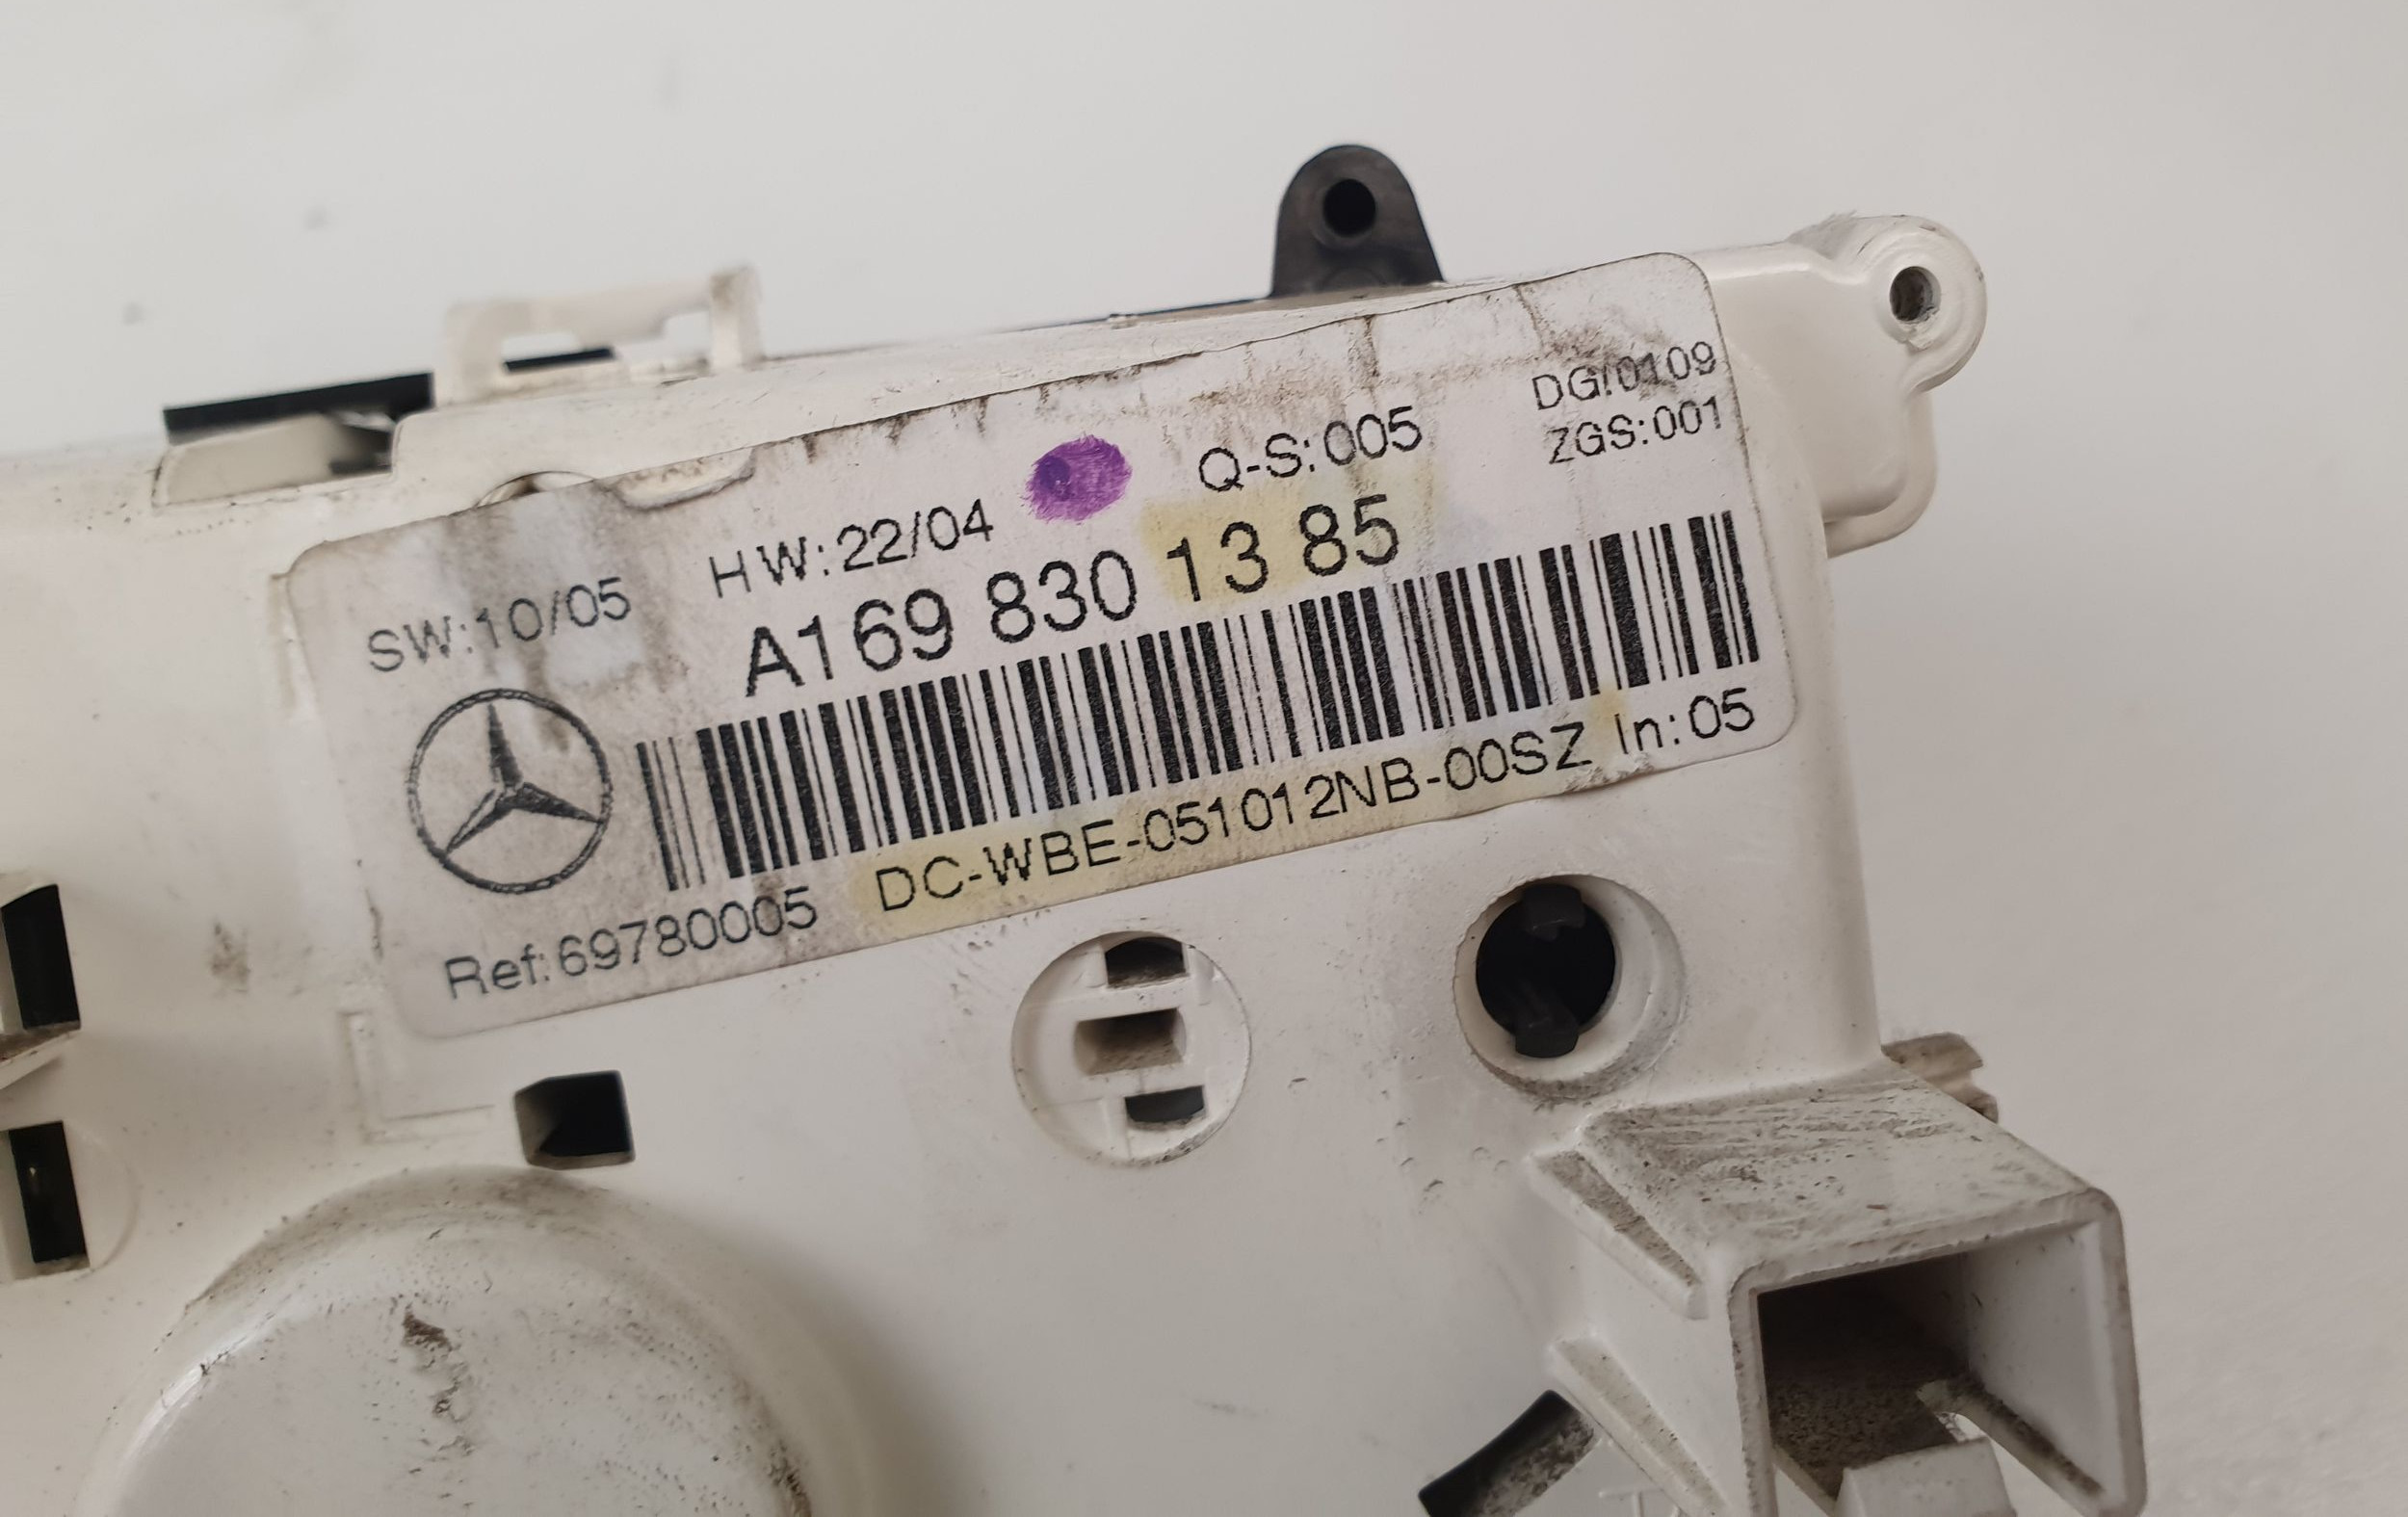 DG:0109
Q-S:005 ZGS:001
SW:10/05 HW:22/04
A169 830 13 85
Ref:69780005 DC-WBE-051012NB-00SZ In:05